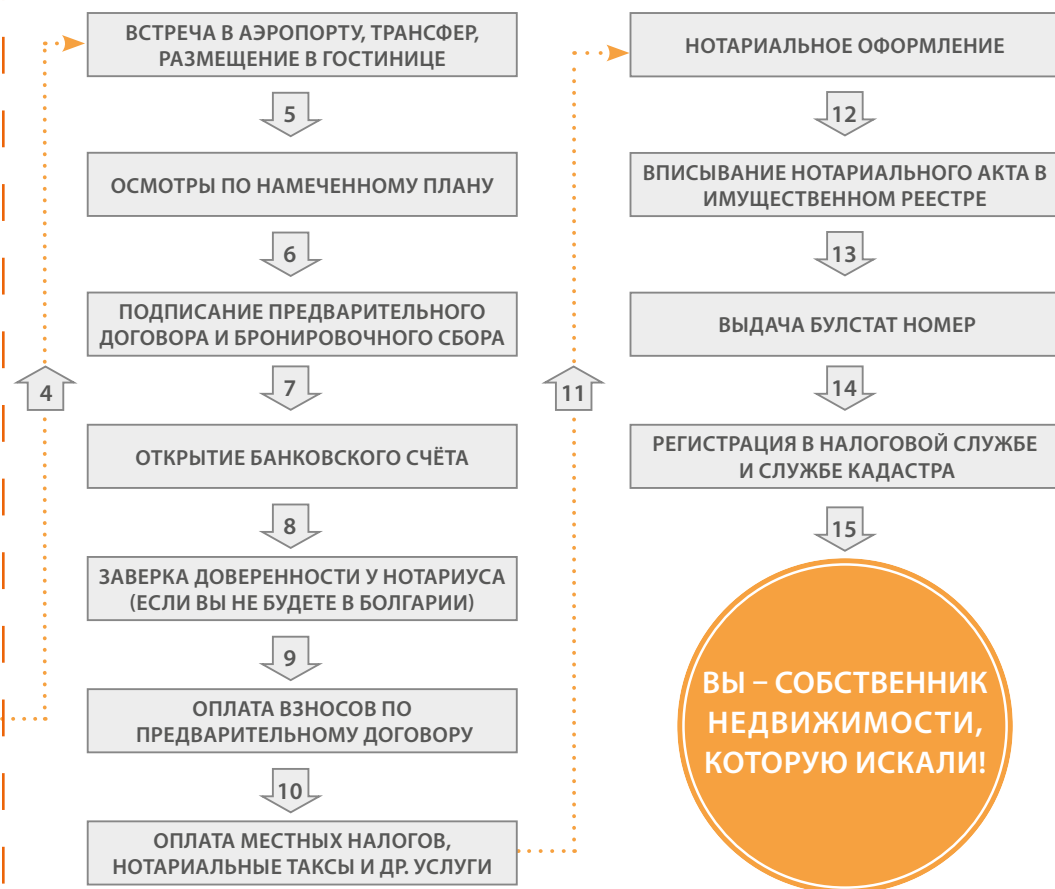 4
ВСТРЕЧА В АЭРОПОРТУ, ТРАНСФЕР,
РАЗМЕЩЕНИЕ В ГОСТИНИЦЕ
5
ОСМОТРЫ ПО НАМЕЧЕННОМУ ПЛАНУ
6
ПОДПИСАНИЕ ПРЕДВАРИТЕЛЬНОГО
ДОГОВОРА И БРОНИРОВОЧНОГО СБОРА
7
ОТКРЫТИЕ БАНКОВСКОГО СЧЁТА
8
ЗАВЕРКА ДОВЕРЕННОСТИ У НОТАРИУСА
(ЕСЛИ ВЫ НЕ БУДЕТЕ В БОЛГАРИИ)
9
ОПЛАТА ВЗНОСОВ ПО
ПРЕДВАРИТЕЛЬНОМУ ДОГОВОРУ
10
ОПЛАТА МЕСТНЫХ НАЛОГОВ,
НОТАРИАЛЬНЫЕ ТАКСЫ И ДР. УСЛУГИ
11
НОТАРИАЛЬНОЕ ОФОРМЛЕНИЕ
12
ВПИСЫВАНИЕ НОТАРИАЛЬНОГО АКТА В
ИМУЩЕСТВЕННОМ РЕЕСТРЕ
13
ВЫДАЧА БУЛСТАТ НОМЕР
14
РЕГИСТРАЦИЯ В НАЛОГОВОЙ СЛУЖБЕ
И СЛУЖБЕ КАДАСТРА
15
ВЫ – СОБСТВЕННИК
НЕДВИЖИМОСТИ,
КОТОРУЮ ИСКАЛИ!